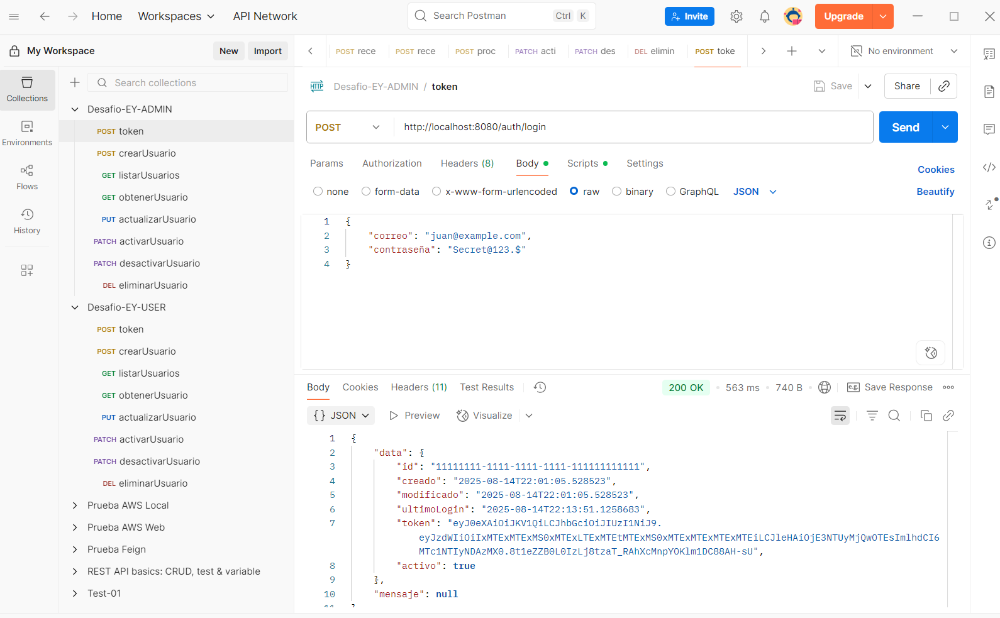 Home Workspaces API Network Search Postman Ctrl K Invite Upgrade
My Workspace New Import
POST rece POST rece POST proc PATCH acti PATCH des DEL elimin POST toke No environment
Collections
Environments
Flows
History
Search collections
Desafio-EY-ADMIN
POST token
POST crearUsuario
GET listarUsuarios
GET obtenerUsuario
PUT actualizarUsuario
PATCH activarUsuario
PATCH desactivarUsuario
DEL eliminarUsuario
Desafio-EY-USER
POST token
POST crearUsuario
GET listarUsuarios
GET obtenerUsuario
PUT actualizarUsuario
PATCH activarUsuario
PATCH desactivarUsuario
DEL eliminarUsuario
Prueba AWS Local
Prueba AWS Web
Prueba Feign
REST API basics: CRUD, test & variable
Test-01
HTTP Desafio-EY-ADMIN / token Save Share
POST http://localhost:8080/auth/login Send
Params Authorization Headers (8) Body Scripts Settings Cookies
none form-data x-www-form-urlencoded raw binary GraphQL JSON Beautify
1 {
2 "correo": "juan@example.com",
3 "contraseña": "Secret@123.$"
4 }
Body Cookies Headers (11) Test Results 200 OK 563 ms 740 B e.g. Save Response
{} JSON Preview Visualize
1 {
2 "data": {
3 "id": "11111111-1111-1111-1111-111111111111",
4 "creado": "2025-08-14T22:01:05.528523",
5 "modificado": "2025-08-14T22:01:05.528523",
6 "ultimoLogin": "2025-08-14T22:13:51.1258683",
7 "token": "eyJ0eXAiOiJKV1QiLCJhbGciOiJIUzI1NiJ9.
eyJzdWIiOiIxMTExMTExMS0xMTExLTExMTEtMTExMS0xMTExMTExMTExMTEiLCJleHAiOjE3NTUyMjQwOTEsImlhdCI6
MTc1NTIyNDAzMX0.8t1eZZB0L0IzLj8tzaT_RAhXcMnpYOKlm1DC88AH-sU",
8 "activo": true
9 },
10 "mensaje": null
11 }